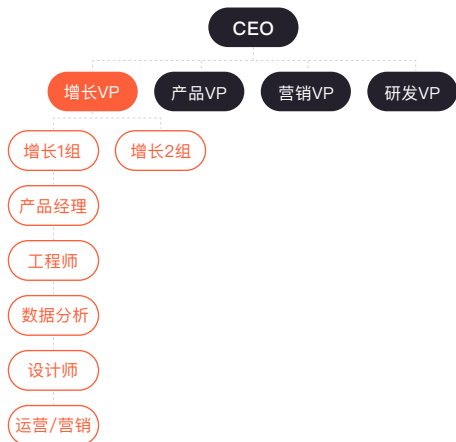 CEO
增长VP
产品VP
营销VP
研发VP
增长1组
增长2组
产品经理
工程师
数据分析
设计师
运营/营销